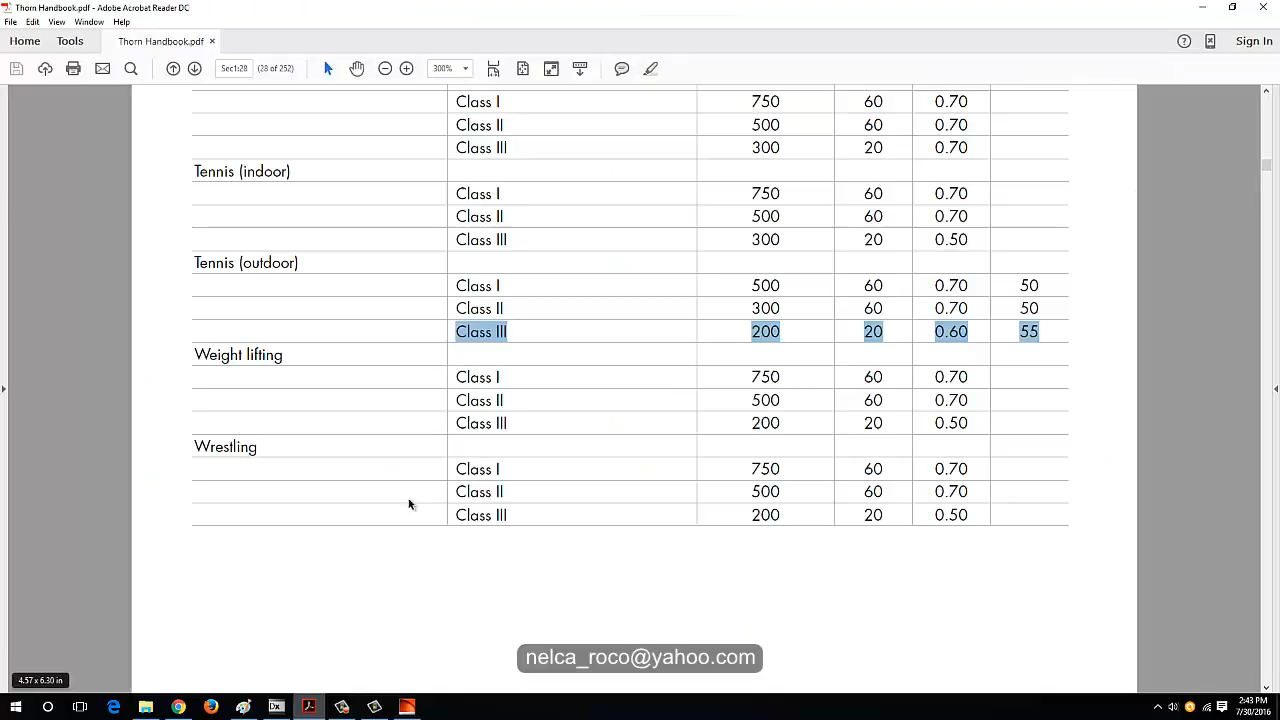 Thorn Handbook.pdf - Adobe Acrobat Reader DC
File Edit View Window Help
Home Tools Thorn Handbook.pdf × Sign In
Sec1:28 (28 of 252) 300%
Class I 750 60 0.70
Class II 500 60 0.70
Class III 300 20 0.70
Tennis (indoor)
Class I 750 60 0.70
Class II 500 60 0.70
Class III 300 20 0.50
Tennis (outdoor)
Class I 500 60 0.70 50
Class II 300 60 0.70 50
Class III 200 20 0.60 55
Weight lifting
Class I 750 60 0.70
Class II 500 60 0.70
Class III 200 20 0.50
Wrestling
Class I 750 60 0.70
Class II 500 60 0.70
Class III 200 20 0.50
nelca_roco@yahoo.com
4.57 x 6.30 in
Dx
2:43 PM
7/30/2016